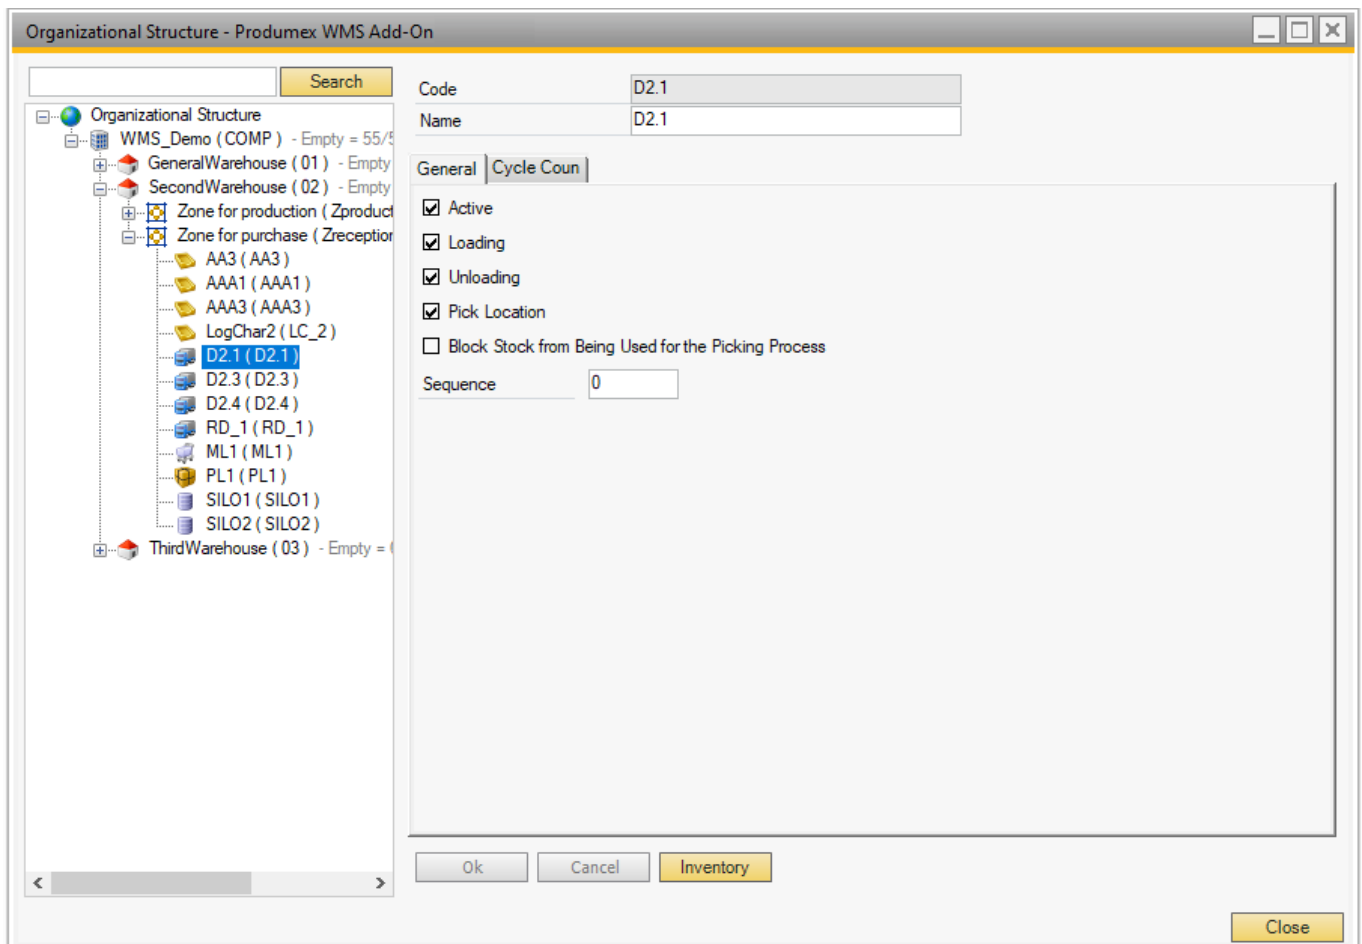 Organizational Structure - Produmex WMS Add-On
Search
Organizational Structure
WMS_Demo ( COMP ) - Empty = 55/5
GeneralWarehouse ( 01 ) - Empty
SecondWarehouse ( 02 ) - Empty
Zone for production ( Zproduct
Zone for purchase ( Zreception
AA3 ( AA3 )
AAA1 ( AAA1 )
AAA3 ( AAA3 )
LogChar2 ( LC_2 )
D2.1 ( D2.1 )
D2.3 ( D2.3 )
D2.4 ( D2.4 )
RD_1 ( RD_1 )
ML1 ( ML1 )
PL1 ( PL1 )
SILO1 ( SILO1 )
SILO2 ( SILO2 )
ThirdWarehouse ( 03 ) - Empty =
Code D2.1
Name D2.1
General Cycle Coun
Active
Loading
Unloading
Pick Location
Block Stock from Being Used for the Picking Process
Sequence 0
Ok Cancel Inventory
Close